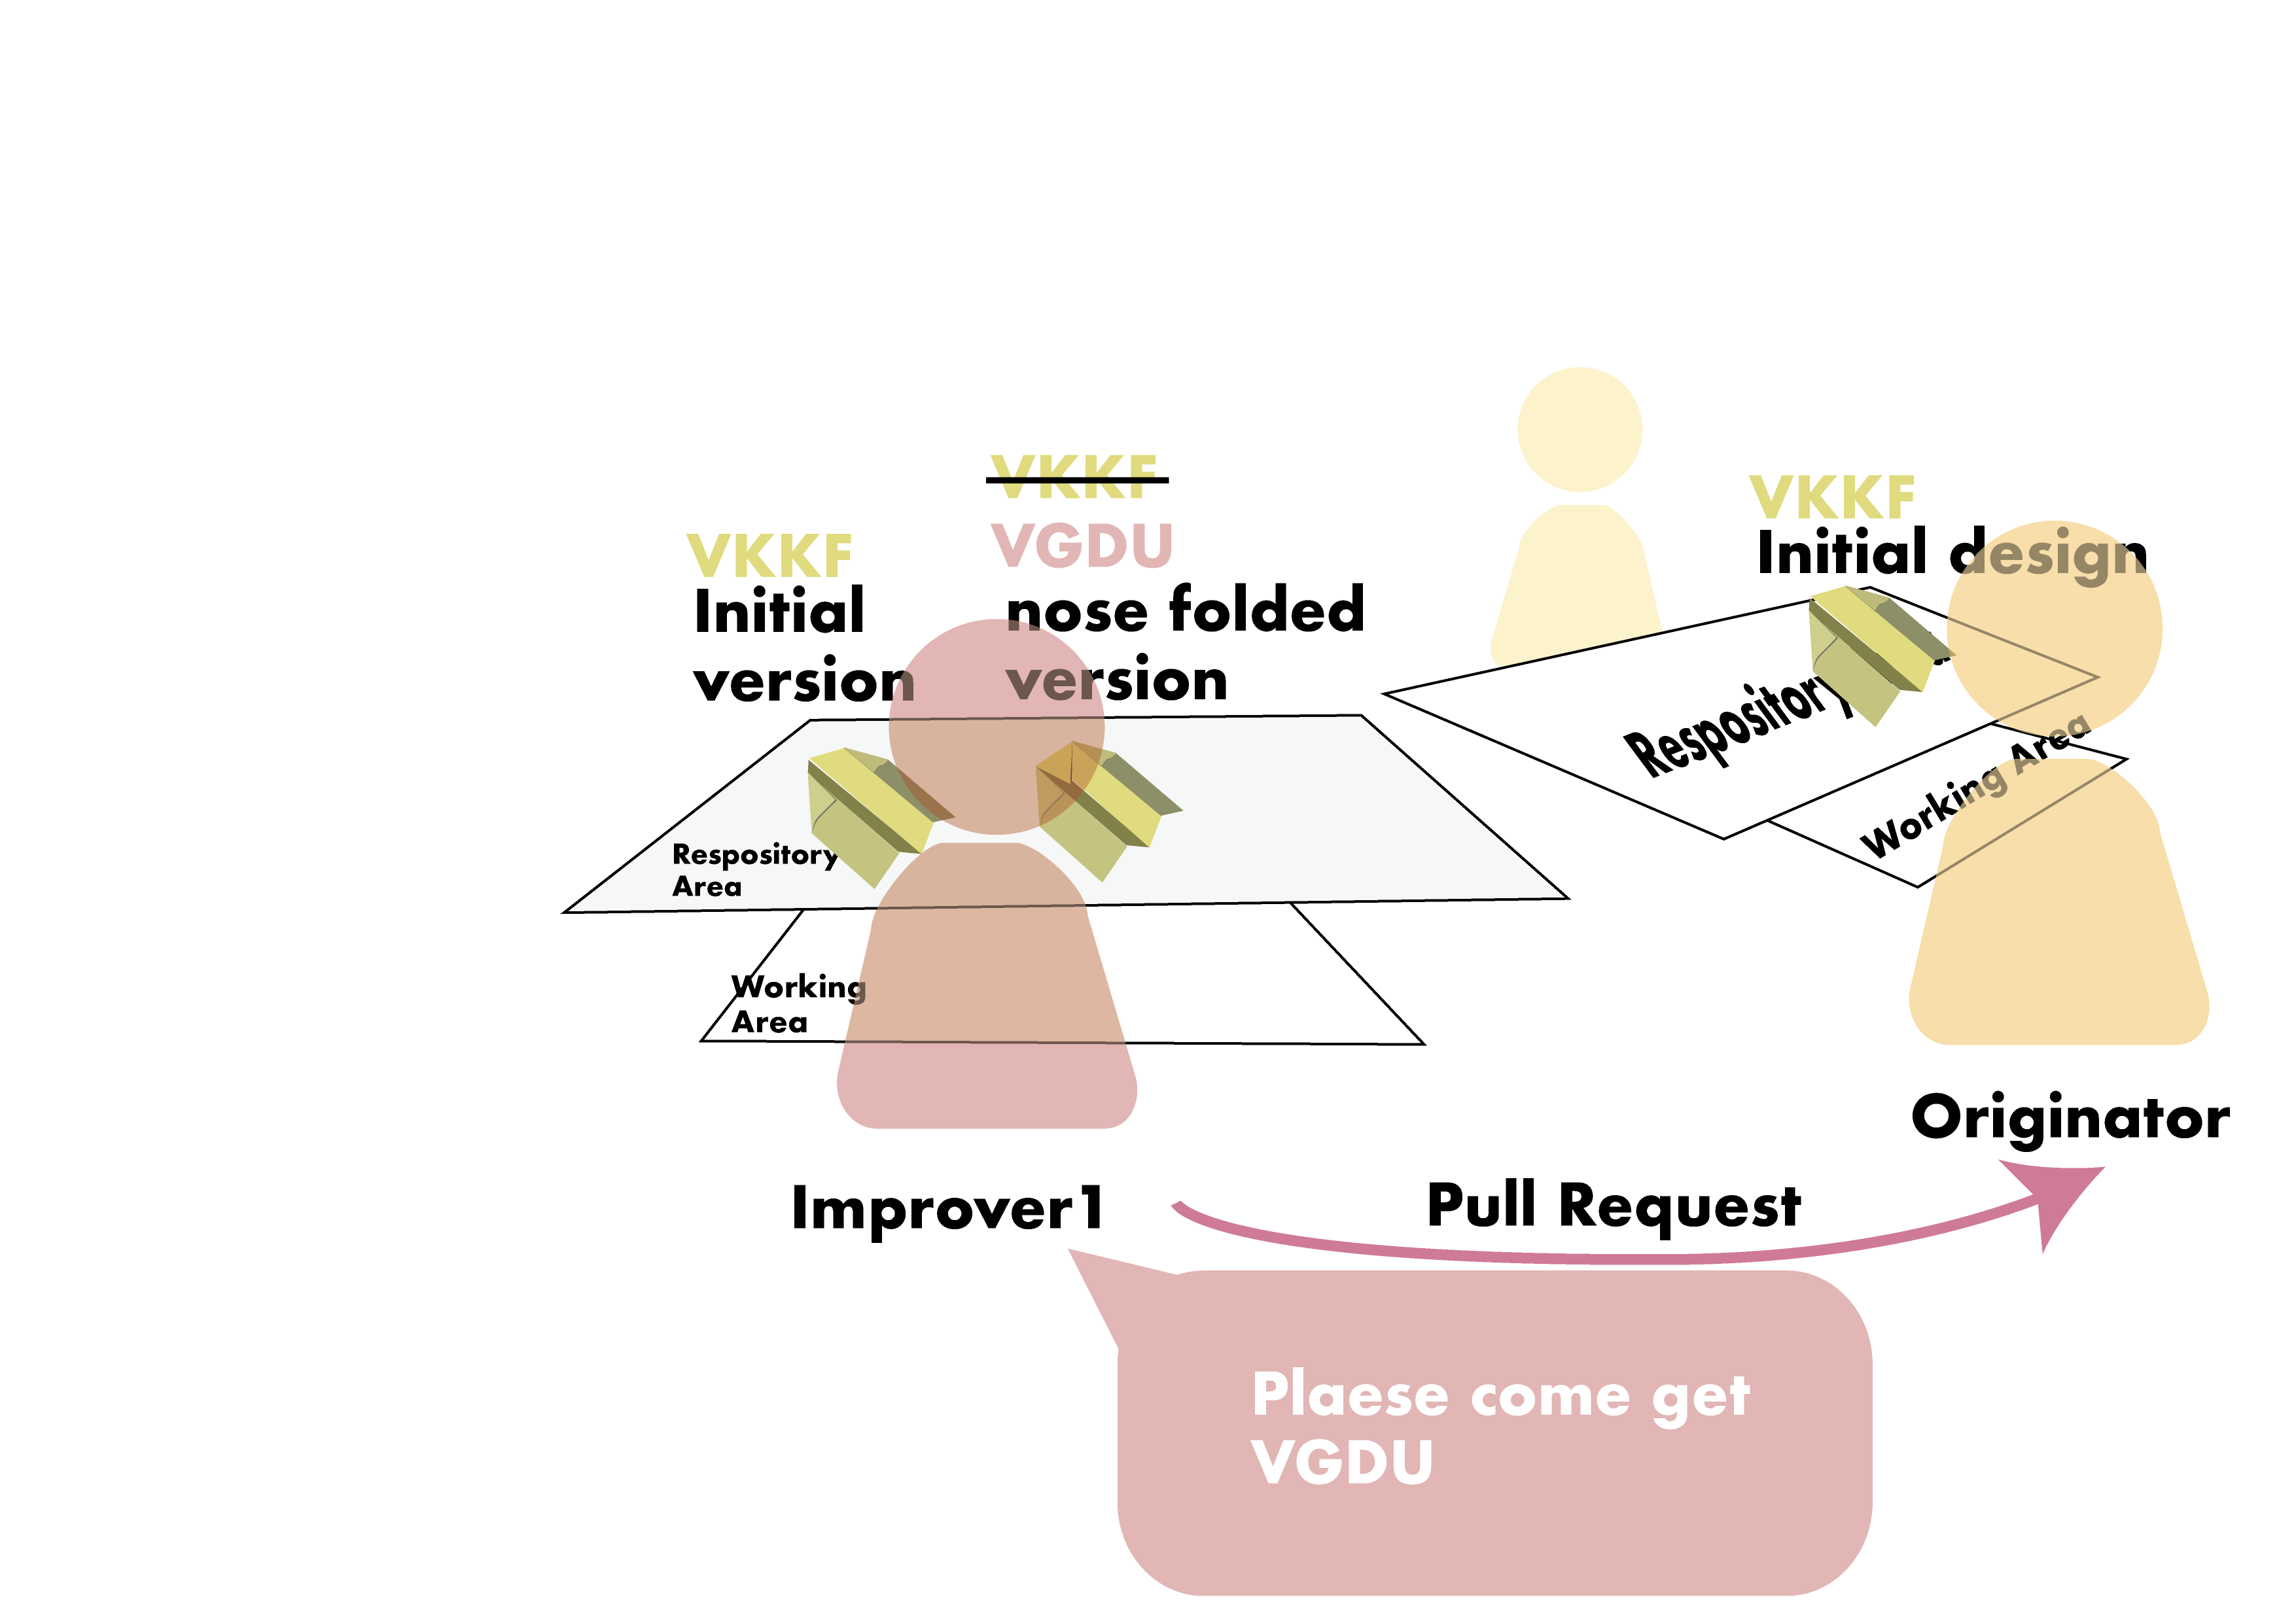 VKKF
VGDU
nose folded
version
VKKF
Initial
version
VKKF
Initial design
Respository
Working Area
Respository
Area
Working
Area
Originator
Improver1
Pull Request
Plaese come get
VGDU